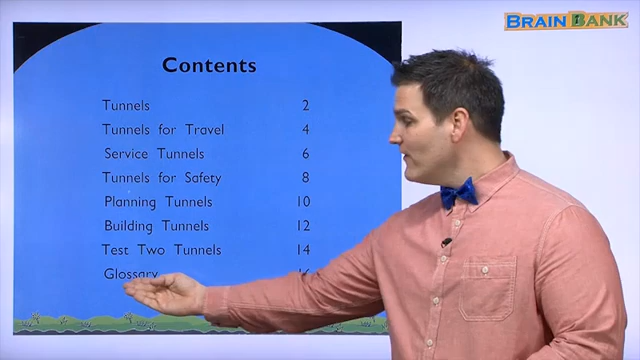 BRAIN BANK
Contents
Tunnels 2
Tunnels for Travel 4
Service Tunnels 6
Tunnels for Safety 8
Planning Tunnels 10
Building Tunnels 12
Test Two Tunnels 14
Glossary